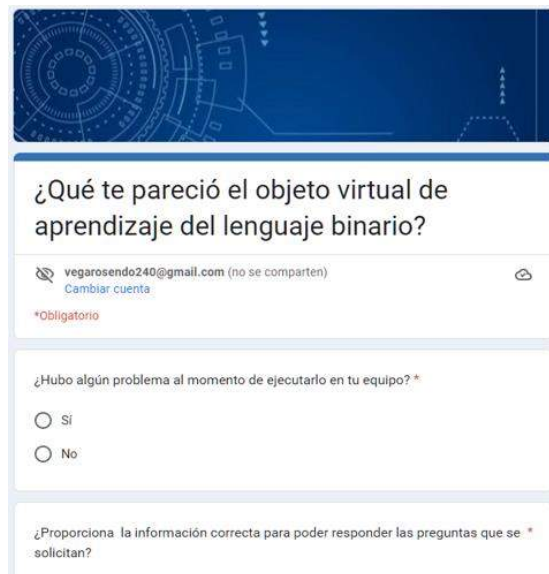 ¿Qué te pareció el objeto virtual de
aprendizaje del lenguaje binario?
vegarosendo240@gmail.com (no se comparten)
Cambiar cuenta
*Obligatorio
¿Hubo algún problema al momento de ejecutarlo en tu equipo? *
Sí
No
¿Proporciona la información correcta para poder responder las preguntas que se *
solicitan?